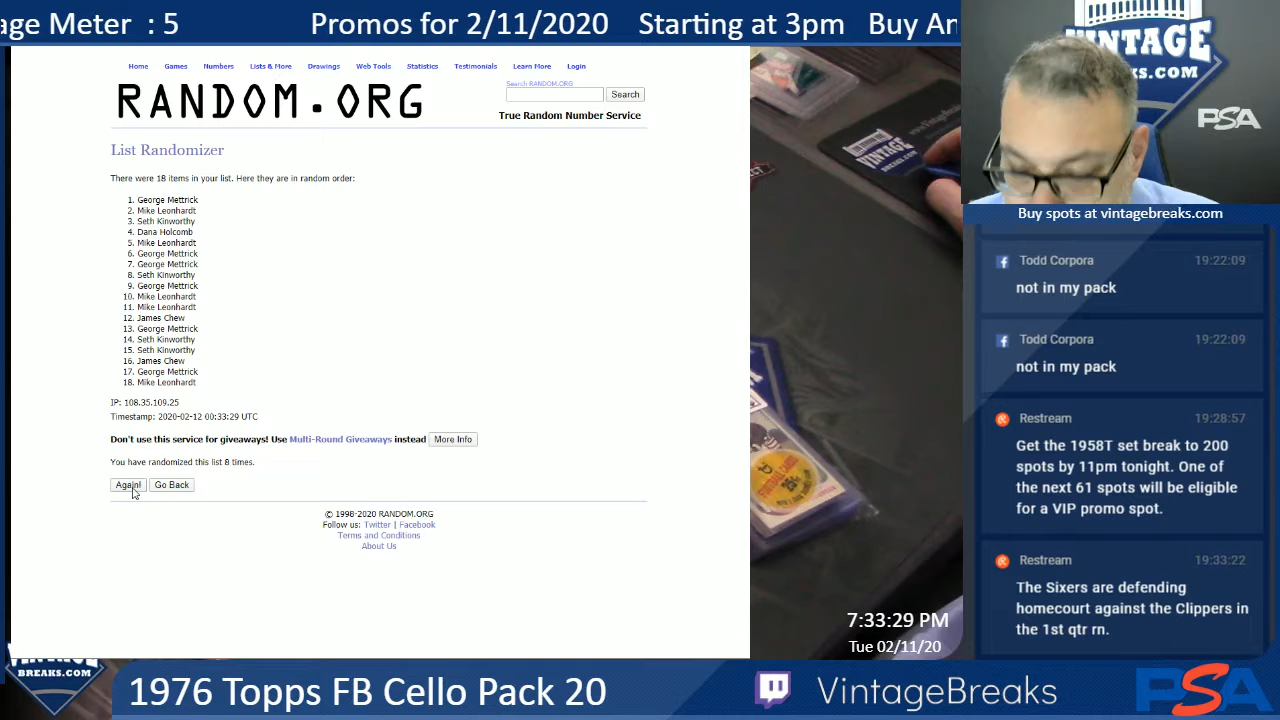 age Meter : 5 Promos for 2/11/2020 Starting at 3pm Buy An
Home Games Numbers Lists & More Drawings Web Tools Statistics Testimonials Learn More Login
Search RANDOM.ORG
RANDOM.ORG
Search
True Random Number Service
List Randomizer
There were 18 items in your list. Here they are in random order:
1. George Mettrick
2. Mike Leonhardt
3. Seth Kinworthy
4. Dana Holcomb
5. Mike Leonhardt
6. George Mettrick
7. George Mettrick
8. Seth Kinworthy
9. George Mettrick
10. Mike Leonhardt
11. Mike Leonhardt
12. James Chew
13. George Mettrick
14. Seth Kinworthy
15. Seth Kinworthy
16. James Chew
17. George Mettrick
18. Mike Leonhardt
IP: 108.35.109.25
Timestamp: 2020-02-12 00:33:29 UTC
Don't use this service for giveaways! Use Multi-Round Giveaways instead More Info
You have randomized this list 8 times.
Again! Go Back
© 1998-2020 RANDOM.ORG
Follow us: Twitter | Facebook
Terms and Conditions
About Us
VINTAGE
VINTAGE
BREAKS.COM
PSA
Buy spots at vintagebreaks.com
Todd Corpora 19:22:09
not in my pack
Todd Corpora 19:22:09
not in my pack
Restream 19:28:57
Get the 1958T set break to 200
spots by 11pm tonight. One of
the next 61 spots will be eligible
for a VIP promo spot.
Restream 19:33:22
The Sixers are defending
homecourt against the Clippers in
the 1st qtr rn.
FOOTBALL CARDS
7:33:29 PM
Tue 02/11/20
VINTAGE
BREAKS.COM
1976 Topps FB Cello Pack 20
VintageBreaks
PSA